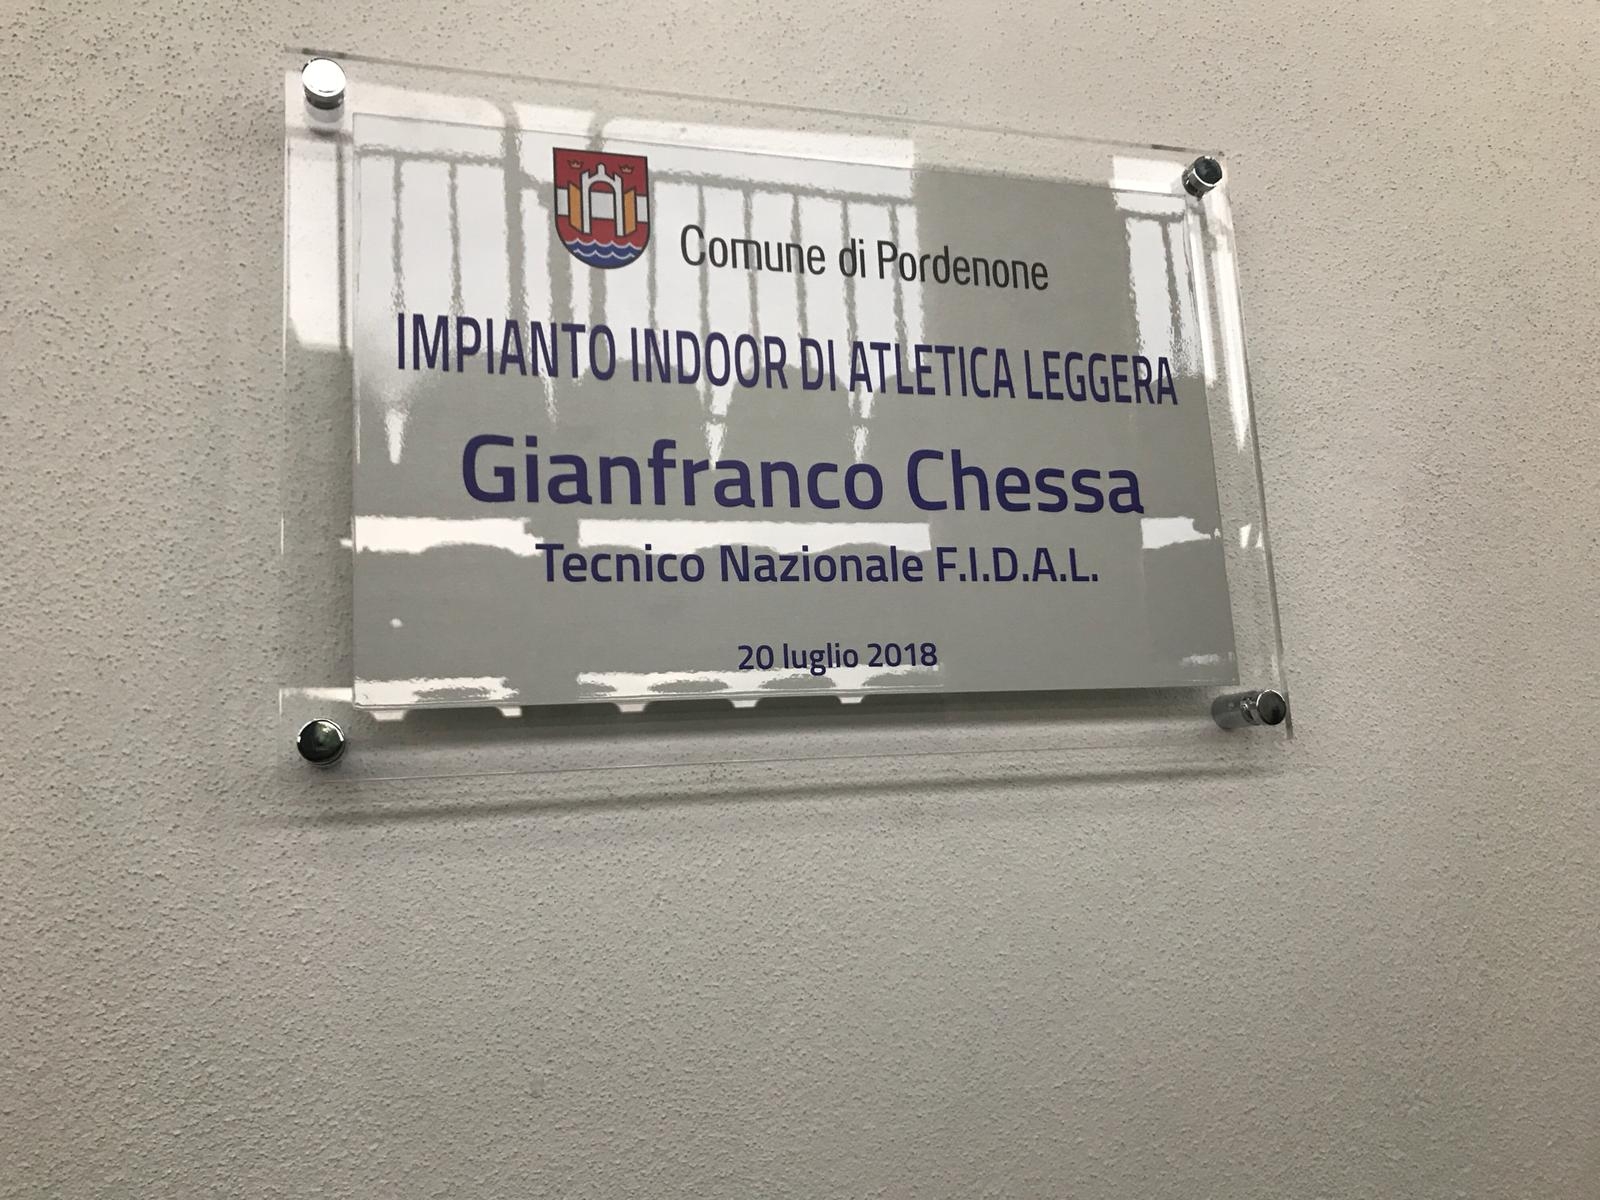 Comune di Pordenone
IMPIANTO INDOOR DI ATLETICA LEGGERA
Gianfranco Chessa
Tecnico Nazionale F.I.D.A.L.
20 luglio 2018